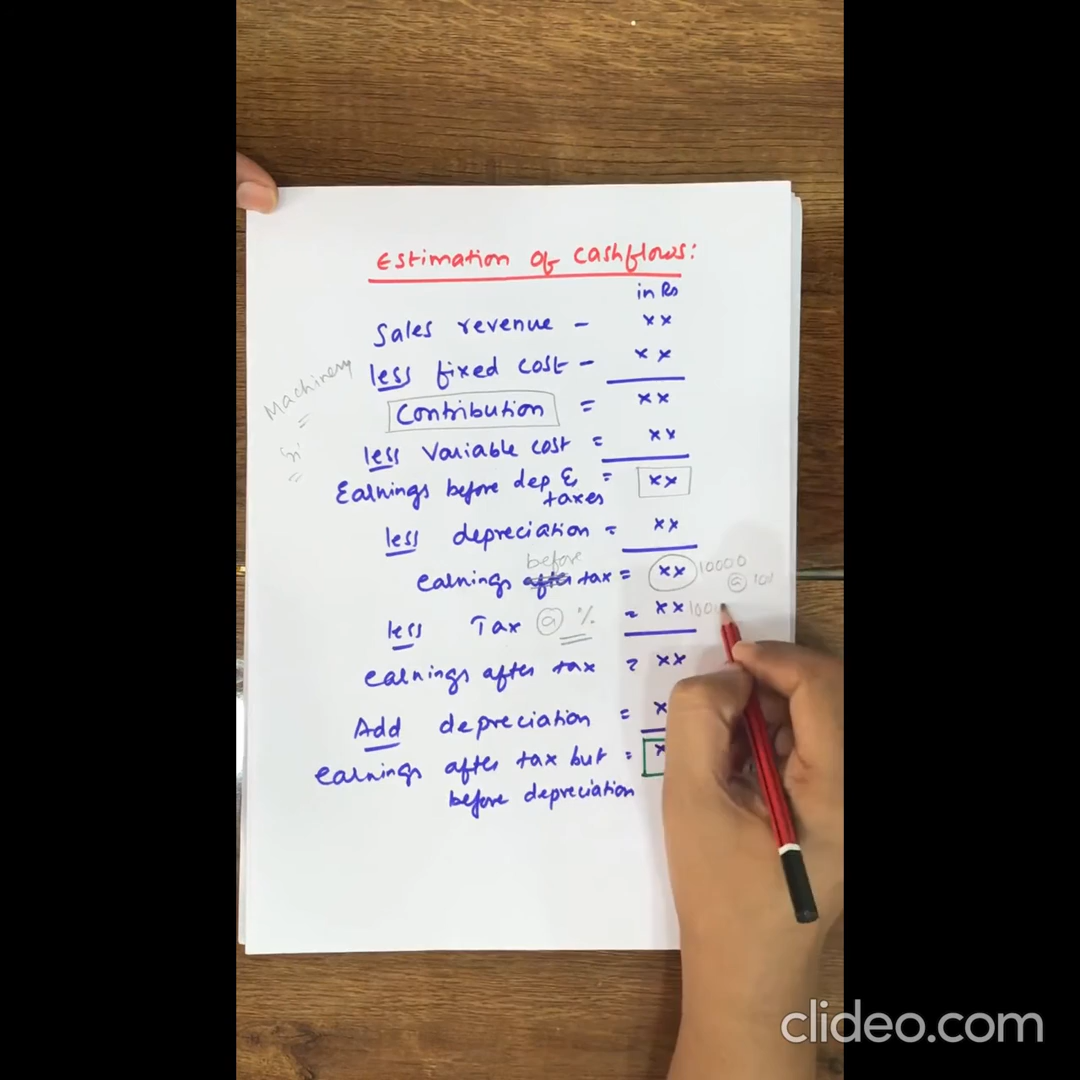 Estimation of Cashflows:
in Rs
Sales revenue - xx
less fixed cost - xx
Machinery
Contribution = xx
less Variable cost = xx
Earnings before dep & taxes = xx
less depreciation = xx
before
earnings after tax = xx 10000
@ 10%
less Tax @ % = xx 100
earnings after tax = xx
Add depreciation = x
earnings after tax but = x
before depreciation
clideo.com